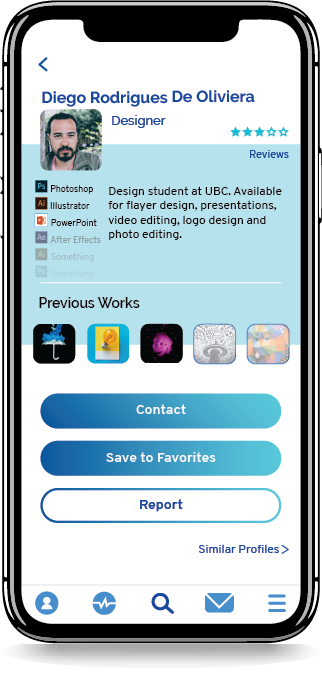 Diego Rodrigues De Oliviera
Designer
Reviews
Ps Photoshop
Ai Illustrator
PowerPoint
Ae After Effects
Ai Something
Ps Something
Design student at UBC. Available
for flayer design, presentations,
video editing, logo design and
photo editing.
Previous Works
Contact
Save to Favorites
Report
Similar Profiles >